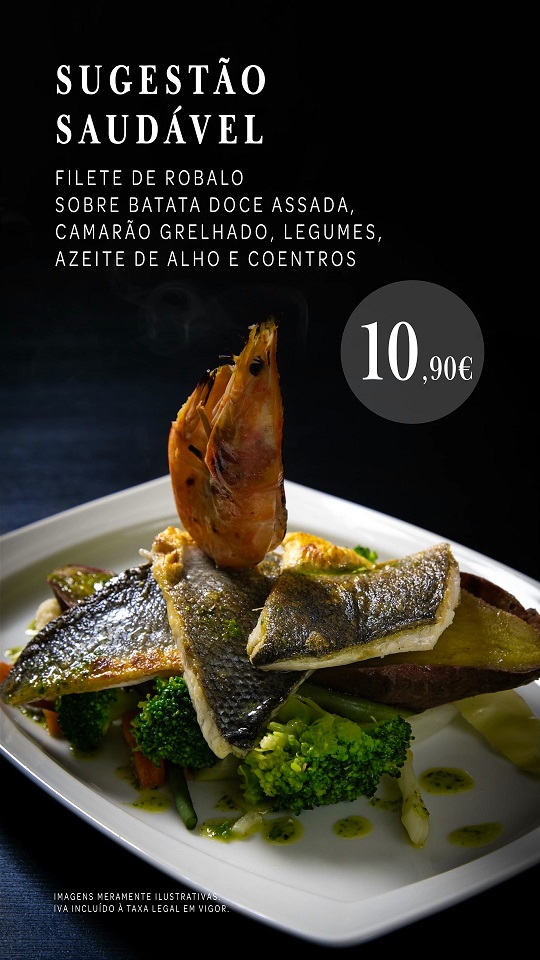 SUGESTÃO
SAUDÁVEL
FILETE DE ROBALO
SOBRE BATATA DOCE ASSADA,
CAMARÃO GRELHADO, LEGUMES,
AZEITE DE ALHO E COENTROS
10,90€
IMAGENS MERAMENTE ILUSTRATIVAS.
IVA INCLUÍDO À TAXA LEGAL EM VIGOR.